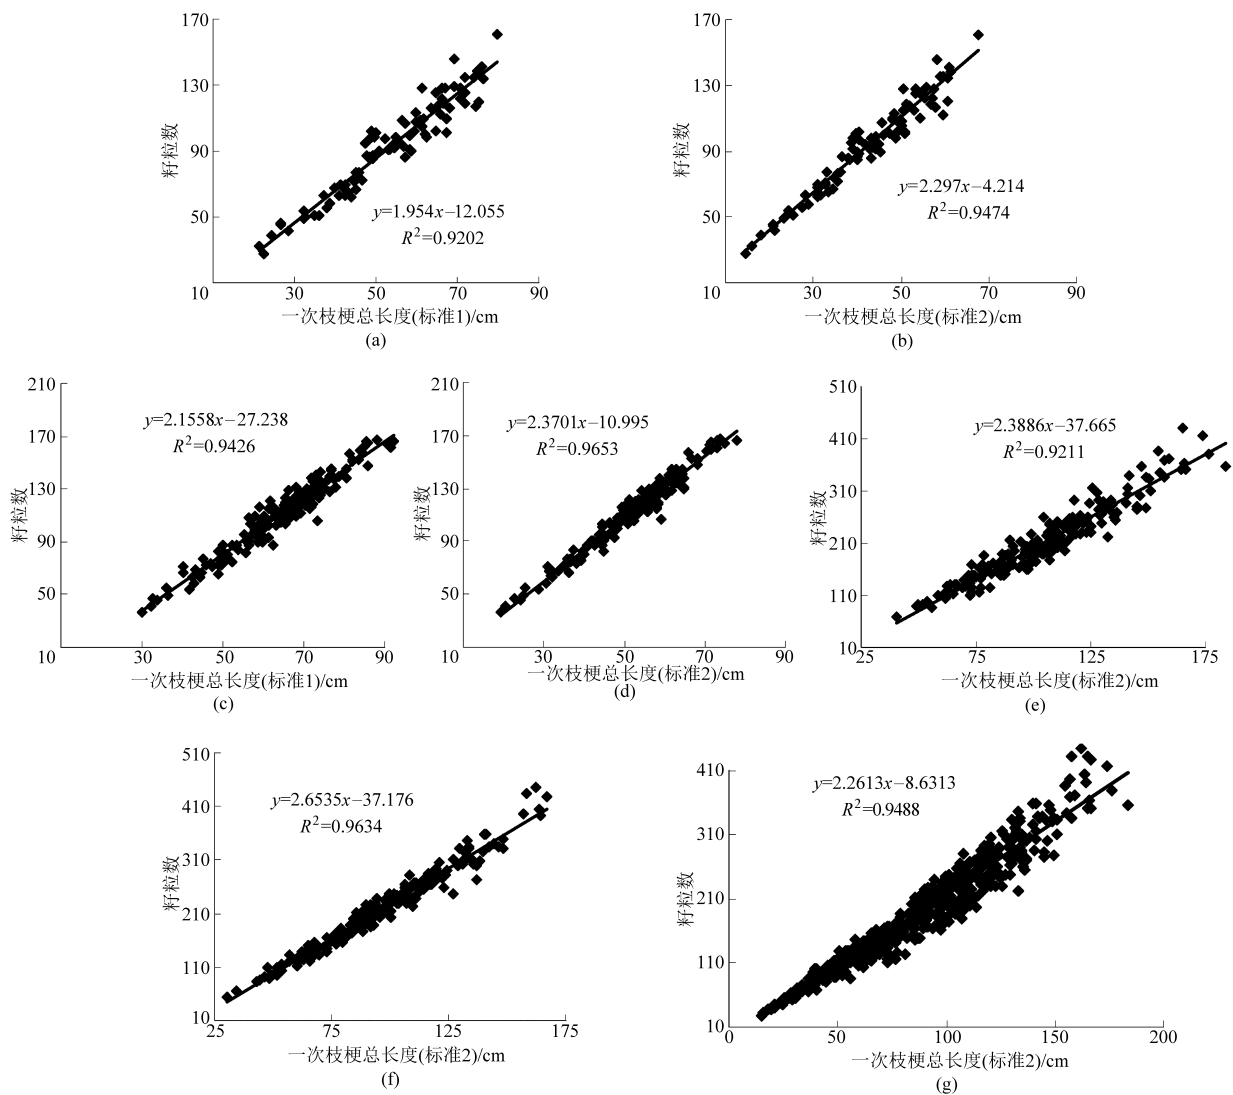 170
130
90
50
10
30
50
70
90
籽粒数
y=1.954x−12.055
R²=0.9202
一次枝梗总长度(标准1)/cm
(a)
170
130
90
50
10
30
50
70
90
籽粒数
y=2.297x−4.214
R²=0.9474
一次枝梗总长度(标准2)/cm
(b)
210
170
130
90
50
10
30
50
70
90
籽粒数
y=2.1558x−27.238
R²=0.9426
一次枝梗总长度(标准1)/cm
(c)
210
170
130
90
50
10
30
50
70
90
籽粒数
y=2.3701x−10.995
R²=0.9653
一次枝梗总长度(标准2)/cm
(d)
510
410
310
210
110
10
25
75
125
175
籽粒数
y=2.3886x−37.665
R²=0.9211
一次枝梗总长度(标准2)/cm
(e)
510
410
310
210
110
10
25
75
125
175
籽粒数
y=2.6535x−37.176
R²=0.9634
一次枝梗总长度(标准2)/cm
(f)
410
310
210
110
10
0
50
100
150
200
籽粒数
y=2.2613x−8.6313
R²=0.9488
一次枝梗总长度(标准2)/cm
(g)